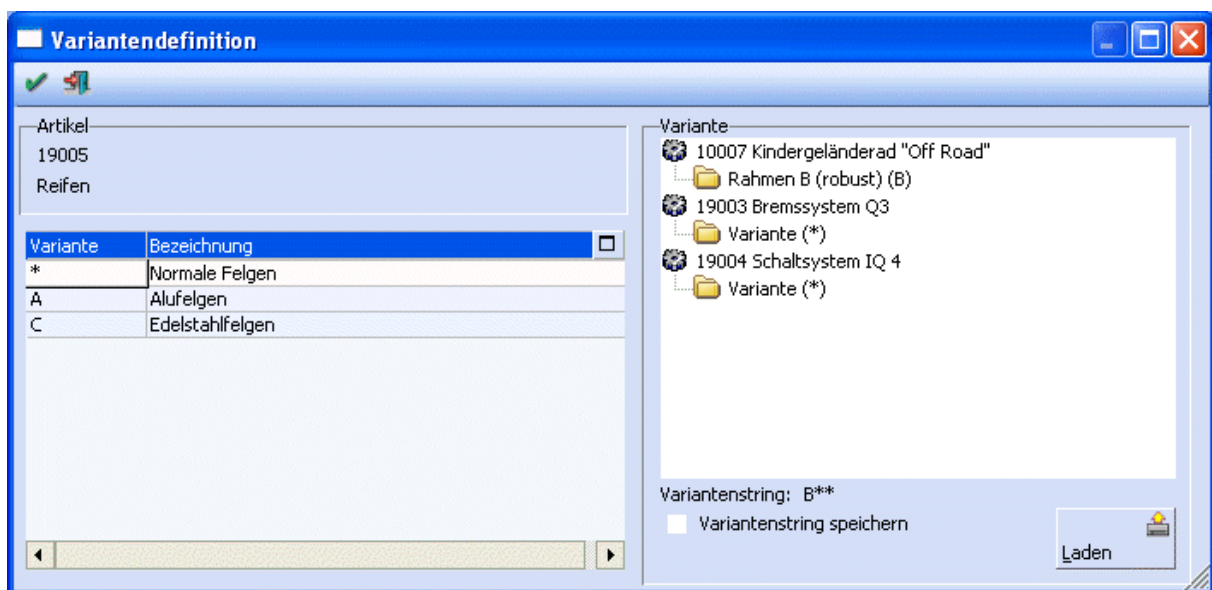 Variantendefinition
Artikel
19005
Reifen
Variante Bezeichnung
* Normale Felgen
A Alufelgen
C Edelstahlfelgen
Variante
10007 Kindergeländerad "Off Road"
Rahmen B (robust) (B)
19003 Bremssystem Q3
Variante (*)
19004 Schaltsystem IQ 4
Variante (*)
Variantenstring: B**
Variantenstring speichern
Laden